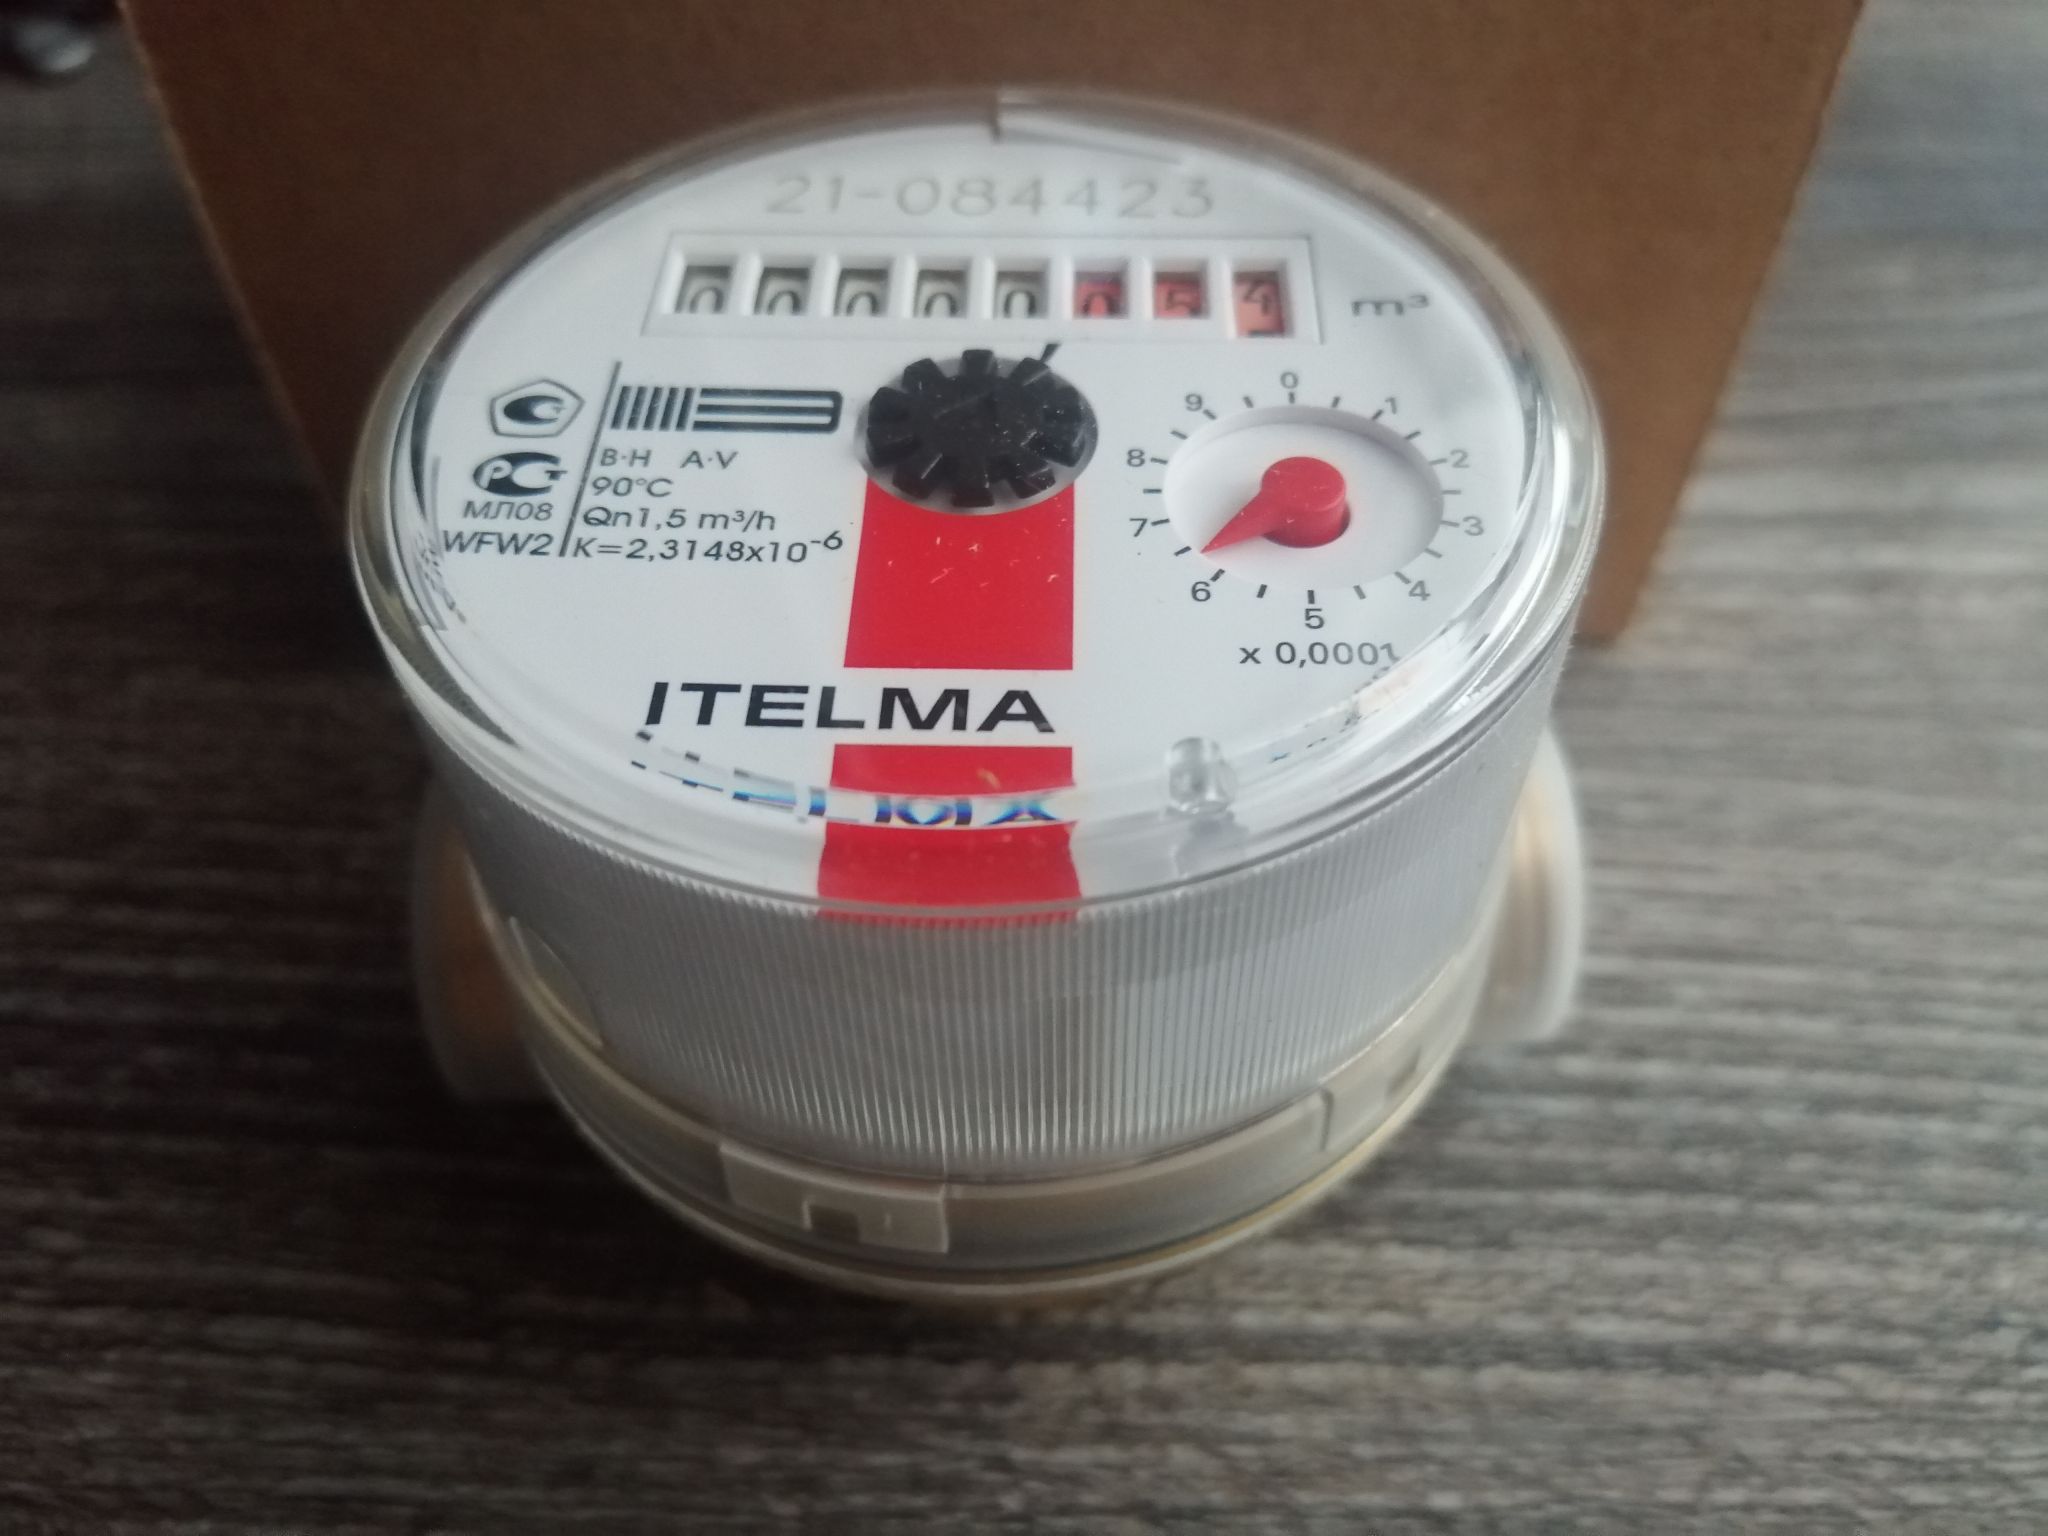 21-084423
00000054 m³
B·H A·V
90°C
МЛ08
Qn1,5 m³/h
WFW2
K=2,3148x10⁻⁶
0 1 2 3 4 5 6 7 8 9
x 0,0001
ITELMA